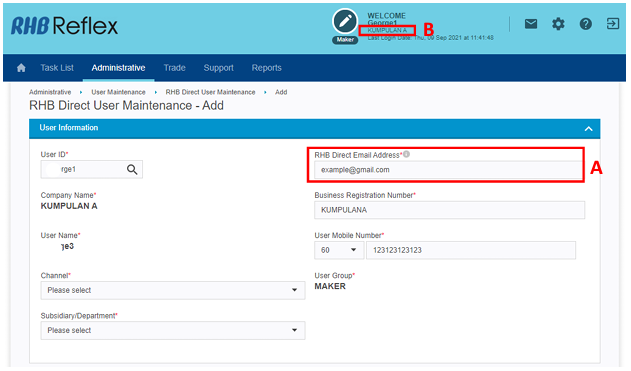 RHB Reflex
WELCOME
George1
KUMPULAN A
B
Last Login Date: Thu, 09 Sep 2021 at 11:41:48
Maker
Task List
Administrative
Trade
Support
Reports
Administrative
User Maintenance
RHB Direct User Maintenance
Add
RHB Direct User Maintenance - Add
User Information
User ID*
rge1
RHB Direct Email Address*
example@gmail.com
A
Company Name*
KUMPULAN A
Business Registration Number*
KUMPULANA
User Name*
ge3
User Mobile Number*
60
123123123123
Channel*
Please select
User Group*
MAKER
Subsidiary/Department*
Please select